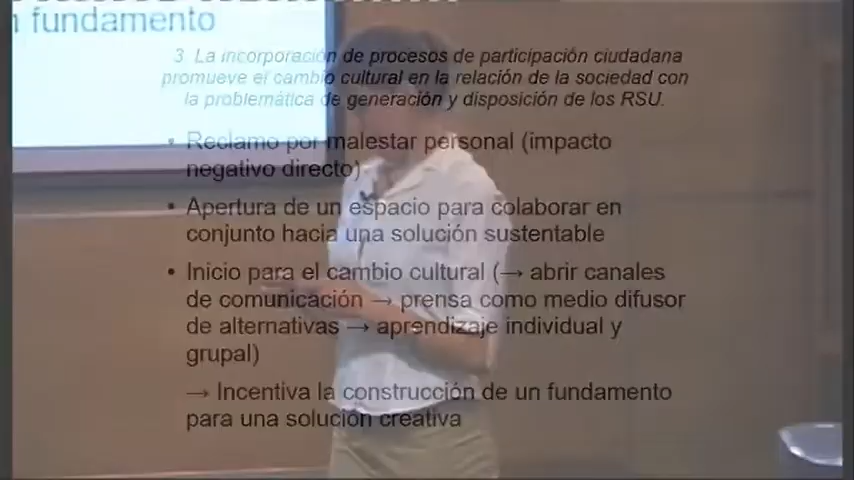 n fundamento
3. La incorporación de procesos de participación ciudadana
promueve el cambio cultural en la relación de la sociedad con
la problemática de generación y disposición de los RSU.
• Reclamo por malestar personal (impacto
negativo directo)
• Apertura de un espacio para colaborar en
conjunto hacia una solución sustentable
• Inicio para el cambio cultural (→ abrir canales
de comunicación → prensa como medio difusor
de alternativas → aprendizaje individual y
grupal)
→ Incentiva la construcción de un fundamento
para una solución creativa